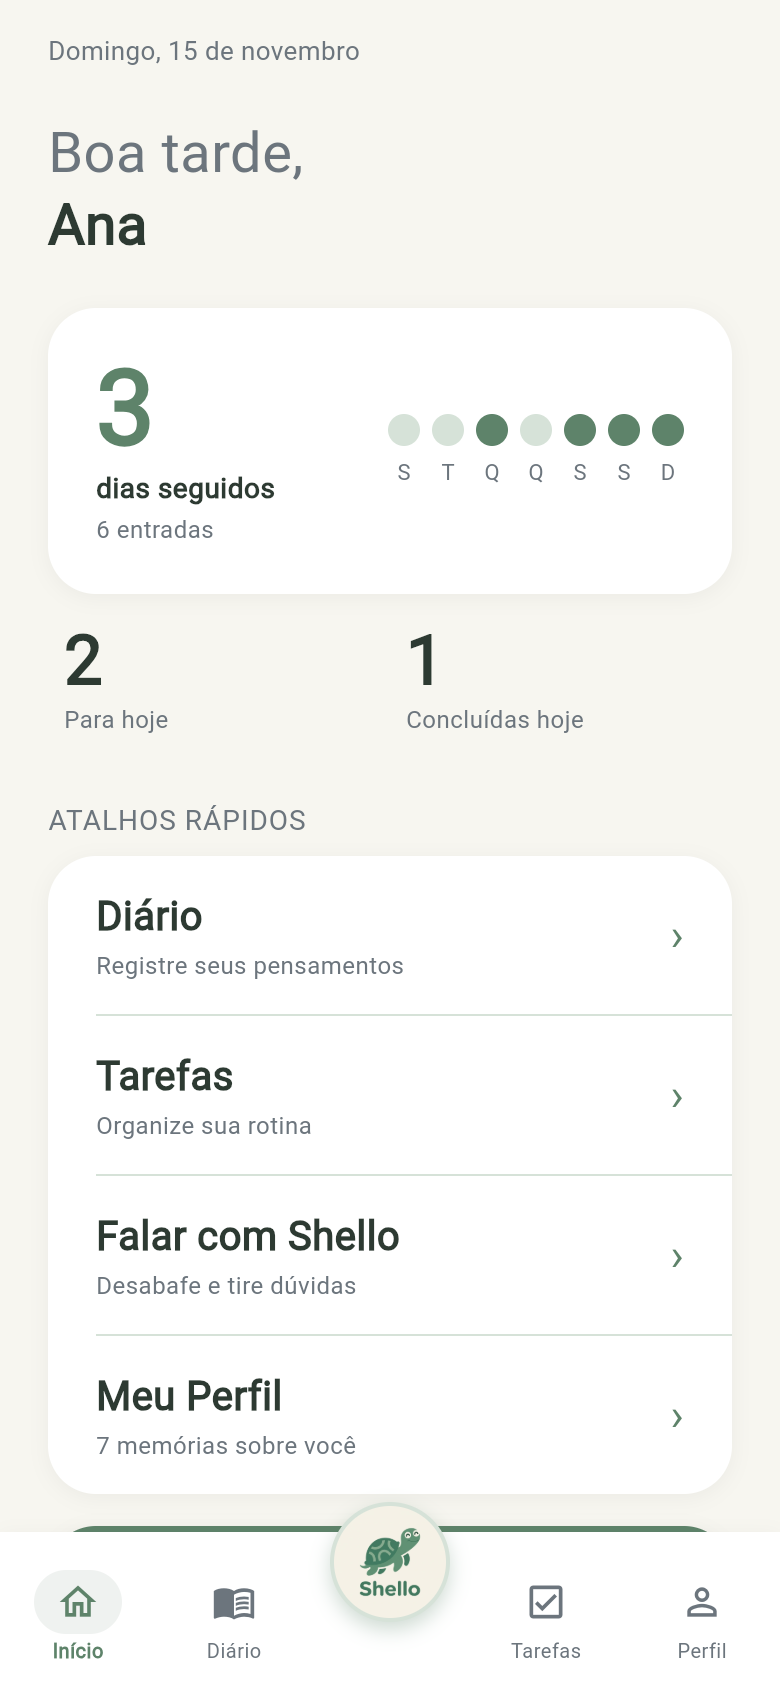 Domingo, 15 de novembro
Boa tarde,
Ana
3
dias seguidos
6 entradas
S T Q Q S S D
2
Para hoje
1
Concluídas hoje
ATALHOS RÁPIDOS
Diário
Registre seus pensamentos
Tarefas
Organize sua rotina
Falar com Shello
Desabafe e tire dúvidas
Meu Perfil
7 memórias sobre você
Shello
Início
Diário
Tarefas
Perfil